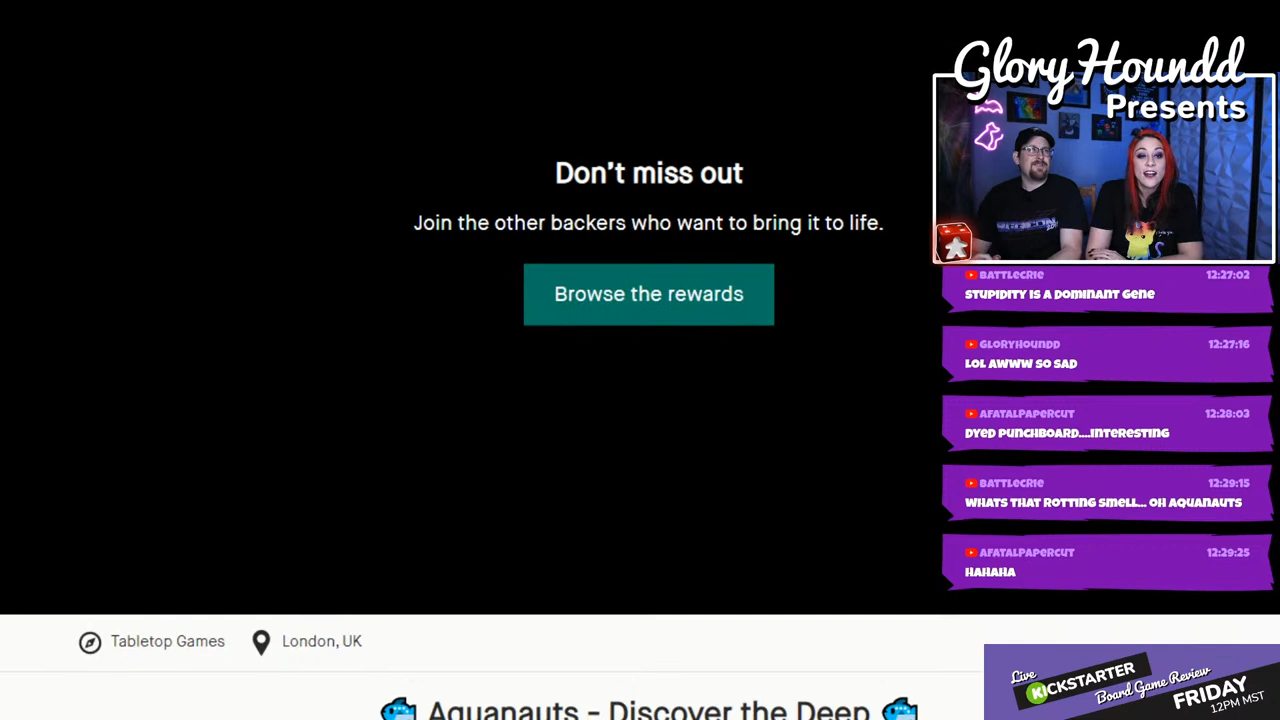 GloryHoundd
Presents
Don't miss out
Join the other backers who want to bring it to life.
Browse the rewards
BATTLECRIE 12:27:02
STUPIDITY IS A DOMINANT GENE
GLORYHOUNDD 12:27:16
LOL AWWW SO SAD
AFATALPAPERCUT 12:28:03
DYED PUNCHBOARD....INTERESTING
BATTLECRIE 12:29:15
WHATS THAT ROTTING SMELL... OH AQUANAUTS
AFATALPAPERCUT 12:29:25
HAHAHA
Tabletop Games London, UK
Aquanauts - Discover the Deep
Live
KICKSTARTER
Board Game Review
FRIDAY
12PM MST